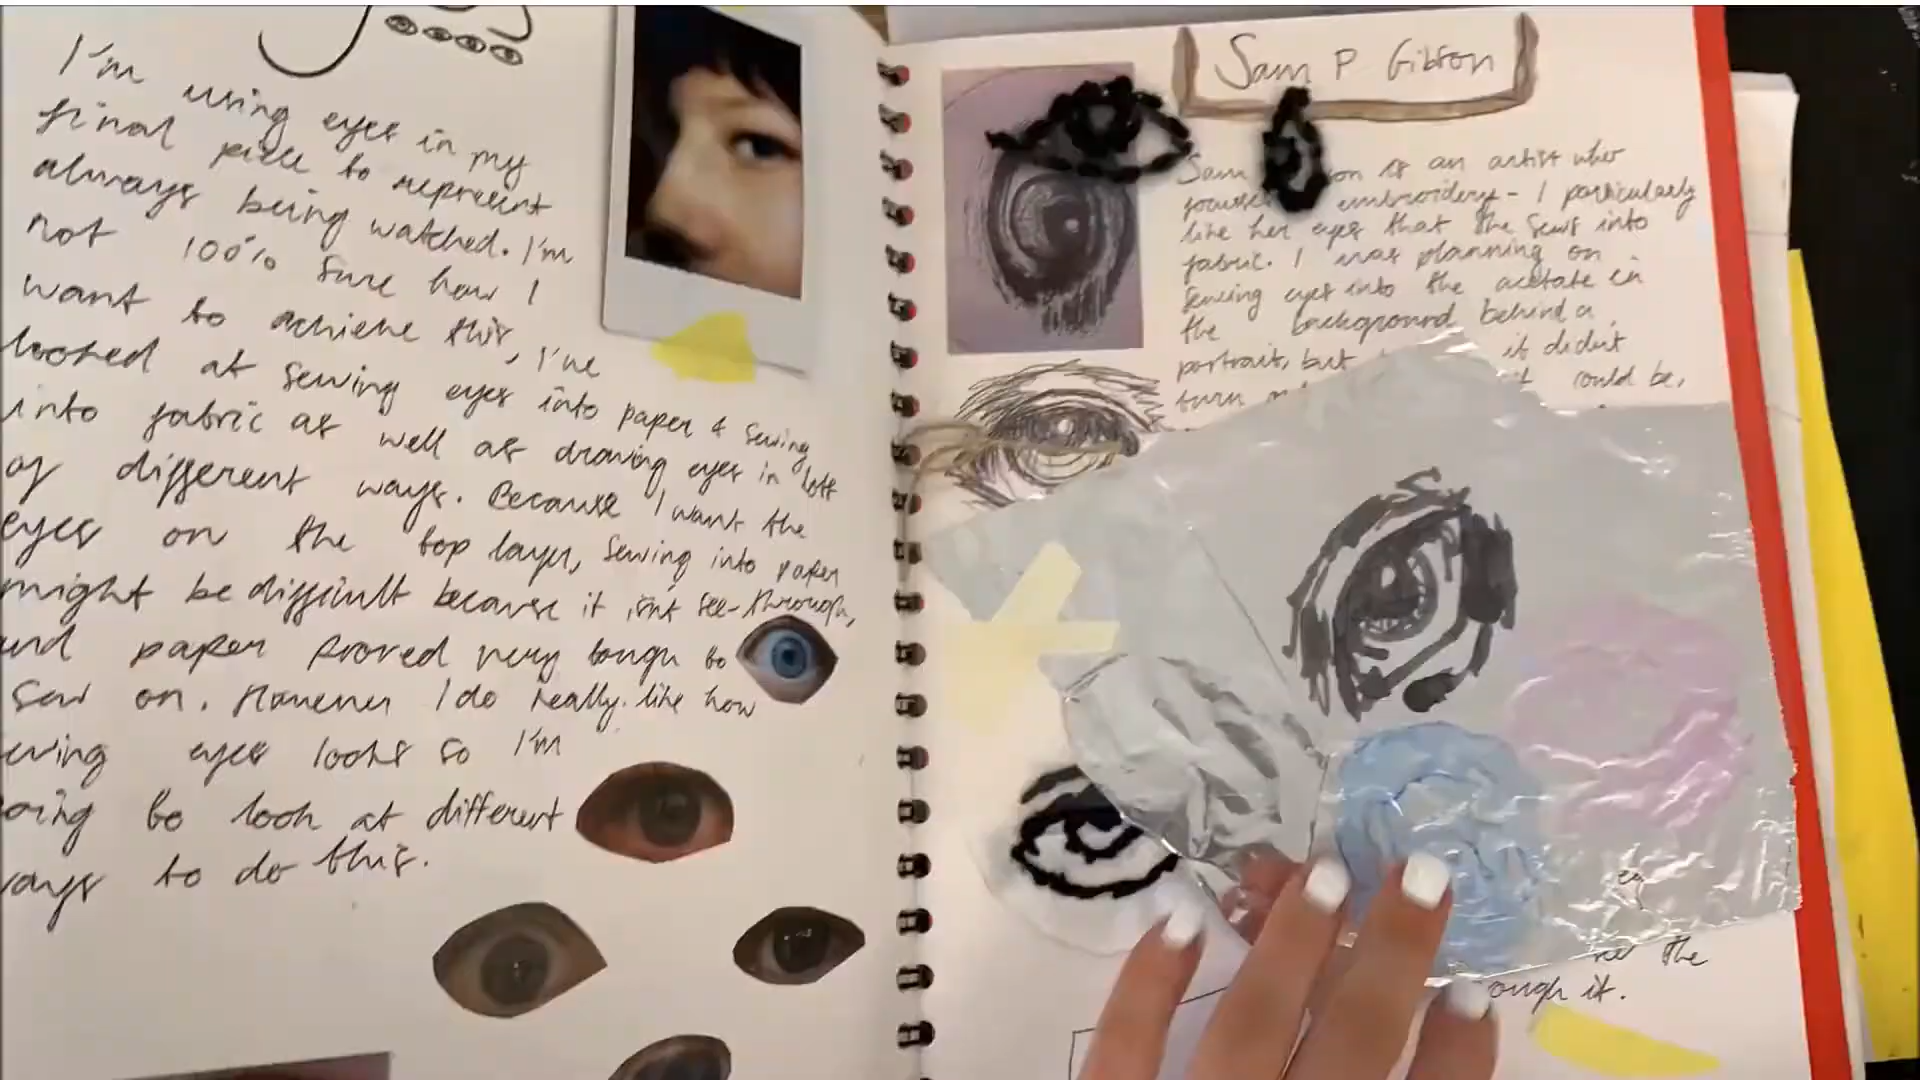 I'm using eyes in my
final piece to represent
always being watched. I'm
not 100% sure how I
want to achieve this, I've
looked at sewing eyes into paper & sewing
into fabric as well as drawing eyes in lots
of different ways. Because I want the
eyes on the top layer, sewing into paper
might be difficult because it isn't see-through,
and paper proved very tough to
sew on. However I do really like how
ewing eyes looks so I'm
oing to look at different
ways to do this.
Sam P Gibson
Sam on is an artist who
focuses embroidery - I particularly
like her eyes that she sews into
fabric. I was planning on
sewing eyes into the acetate in
the background behind a
portrait, but it didn't
turn could be,
the
ough it.